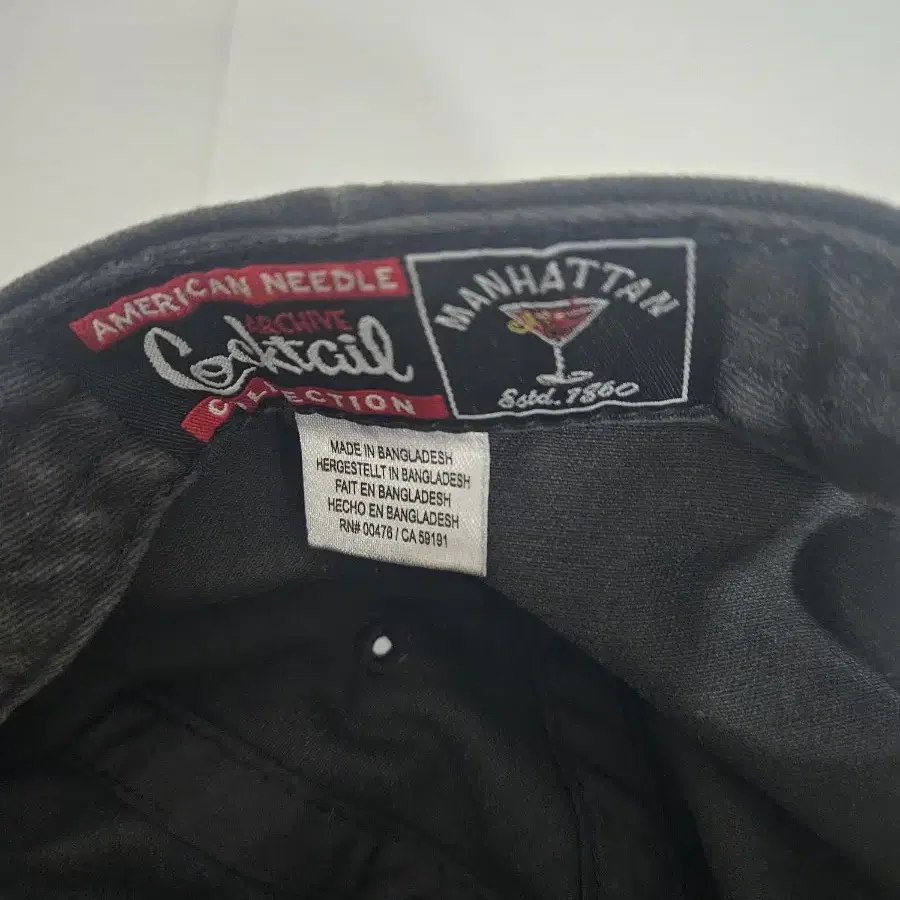 AMERICAN NEEDLE
ARCHIVE
Cocktail
COLLECTION
MANHATTAN
Estd. 1860
MADE IN BANGLADESH
HERGESTELLT IN BANGLADESH
FAIT EN BANGLADESH
HECHO EN BANGLADESH
RN# 00476 / CA 59191